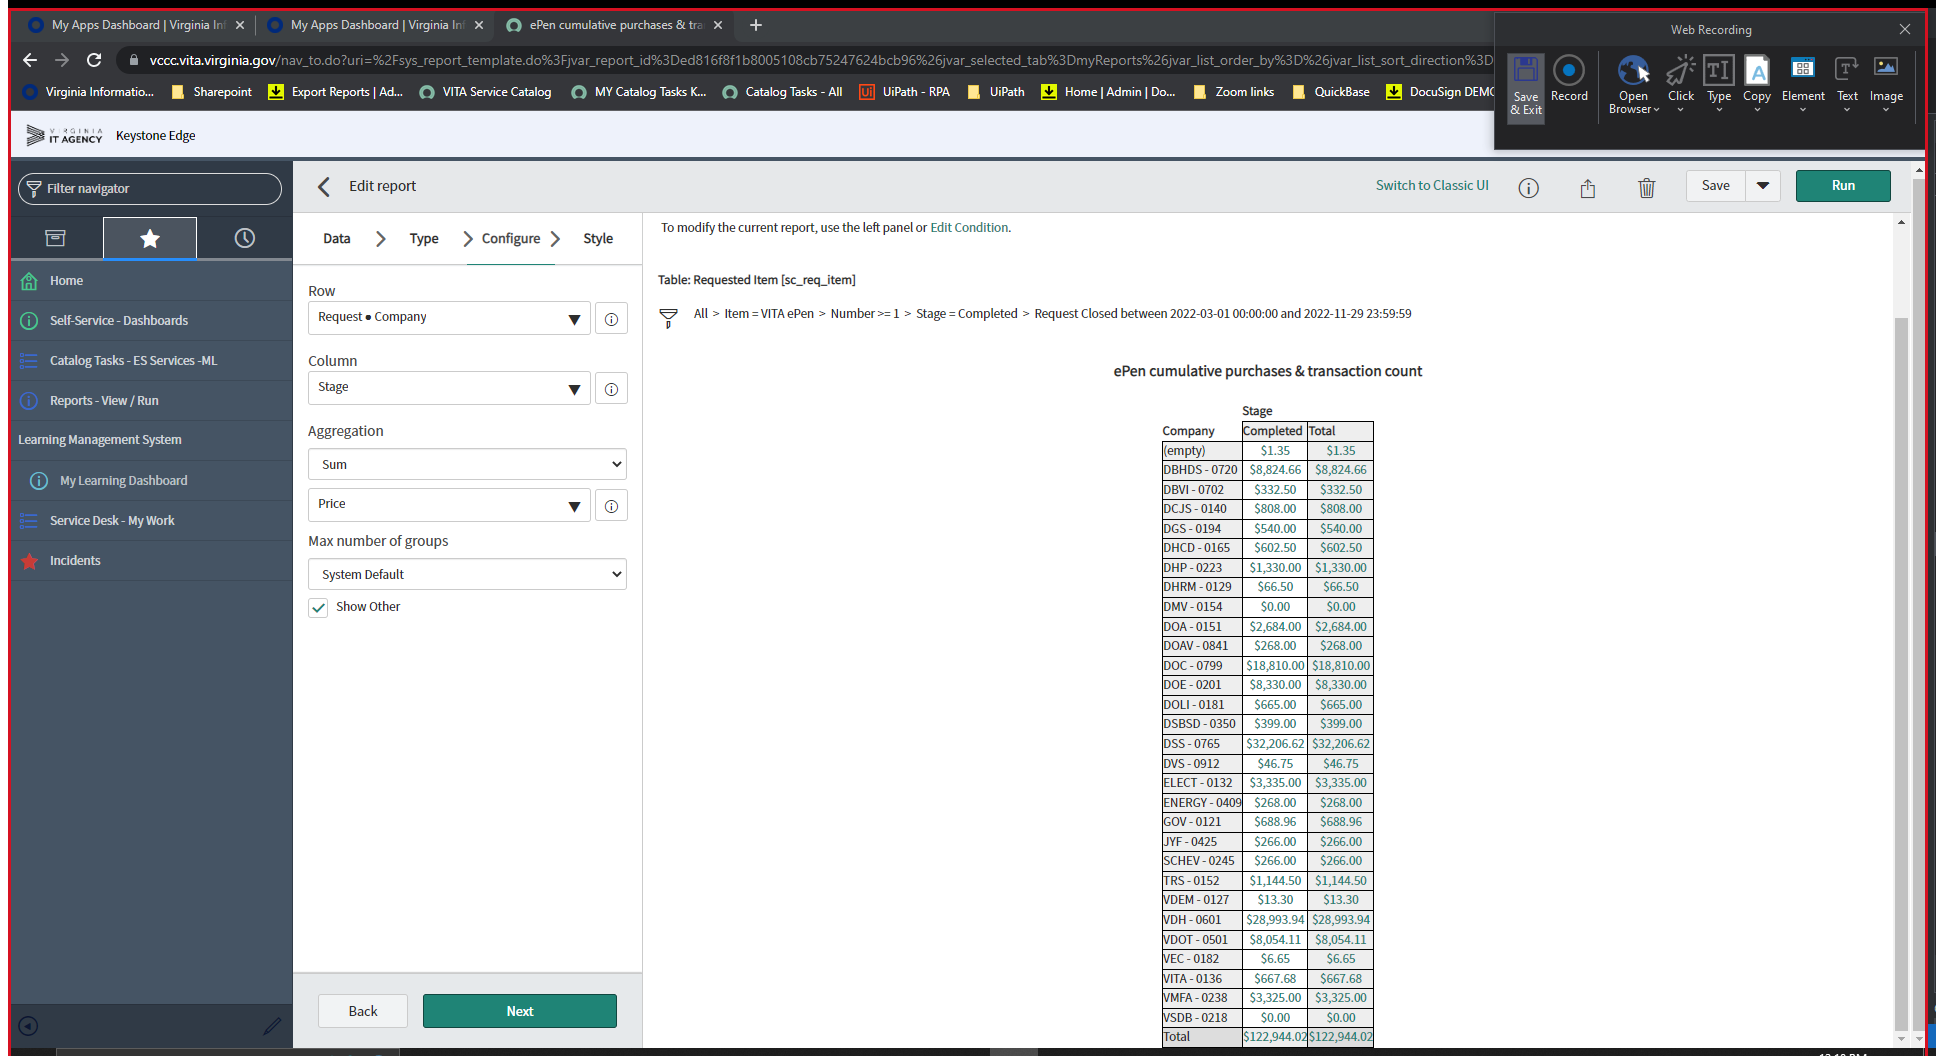 My Apps Dashboard | Virginia Inf
My Apps Dashboard | Virginia Inf
ePen cumulative purchases & tra
Web Recording
vccc.vita.virginia.gov/nav_to.do?uri=%2Fsys_report_template.do%3Fjvar_report_id%3Ded816f8f1b8005108cb75247624bcb96%26jvar_selected_tab%3DmyReports%26jvar_list_order_by%3D%26jvar_list_sort_direction%3D
Save & Exit
Record
Open Browser
Click
Type
Copy
Element
Text
Image
Virginia Informatio...
Sharepoint
Export Reports | Ad...
VITA Service Catalog
MY Catalog Tasks K...
Catalog Tasks - All
UiPath - RPA
UiPath
Home | Admin | Do...
Zoom links
QuickBase
DocuSign DEMO
VIRGINIA
IT AGENCY
Keystone Edge
Filter navigator
Edit report
Switch to Classic UI
Save
Run
Data
Type
Configure
Style
To modify the current report, use the left panel or Edit Condition.
Home
Self-Service - Dashboards
Catalog Tasks - ES Services -ML
Reports - View / Run
Learning Management System
My Learning Dashboard
Service Desk - My Work
Incidents
Row
Request ● Company
Column
Stage
Aggregation
Sum
Price
Max number of groups
System Default
Show Other
Back
Next
Table: Requested Item [sc_req_item]
All > Item = VITA ePen > Number >= 1 > Stage = Completed > Request Closed between 2022-03-01 00:00:00 and 2022-11-29 23:59:59
ePen cumulative purchases & transaction count
Stage
Company Completed Total
(empty) $1.35 $1.35
DBHDS - 0720 $8,824.66 $8,824.66
DBVI - 0702 $332.50 $332.50
DCJS - 0140 $808.00 $808.00
DGS - 0194 $540.00 $540.00
DHCD - 0165 $602.50 $602.50
DHP - 0223 $1,330.00 $1,330.00
DHRM - 0129 $66.50 $66.50
DMV - 0154 $0.00 $0.00
DOA - 0151 $2,684.00 $2,684.00
DOAV - 0841 $268.00 $268.00
DOC - 0799 $18,810.00 $18,810.00
DOE - 0201 $8,330.00 $8,330.00
DOLI - 0181 $665.00 $665.00
DSBSD - 0350 $399.00 $399.00
DSS - 0765 $32,206.62 $32,206.62
DVS - 0912 $46.75 $46.75
ELECT - 0132 $3,335.00 $3,335.00
ENERGY - 0409 $268.00 $268.00
GOV - 0121 $688.96 $688.96
JYF - 0425 $266.00 $266.00
SCHEV - 0245 $266.00 $266.00
TRS - 0152 $1,144.50 $1,144.50
VDEM - 0127 $13.30 $13.30
VDH - 0601 $28,993.94 $28,993.94
VDOT - 0501 $8,054.11 $8,054.11
VEC - 0182 $6.65 $6.65
VITA - 0136 $667.68 $667.68
VMFA - 0238 $3,325.00 $3,325.00
VSDB - 0218 $0.00 $0.00
Total $122,944.02 $122,944.02